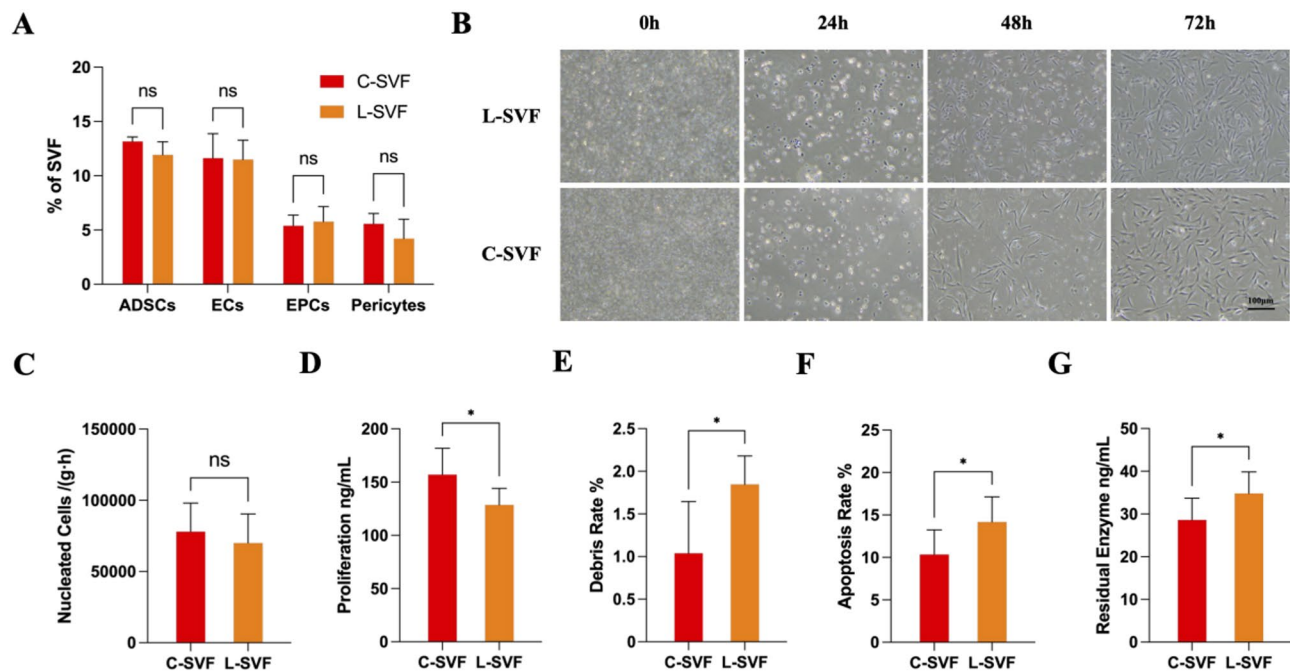 A
% of SVF
20
15
10
5
0
ns
ns
ns
ns
C-SVF
L-SVF
ADSCs
ECs
EPCs
Pericytes
B
0h
24h
48h
72h
L-SVF
C-SVF
100μm
C
Nucleated Cells /(g·h)
150000
100000
50000
0
ns
C-SVF
L-SVF
D
Proliferation ng/mL
200
150
100
50
0
*
C-SVF
L-SVF
E
Debris Rate %
2.5
2.0
1.5
1.0
0.5
0.0
*
C-SVF
L-SVF
F
Apoptosis Rate %
25
20
15
10
5
0
*
C-SVF
L-SVF
G
Residual Enzyme ng/mL
50
40
30
20
10
0
*
C-SVF
L-SVF